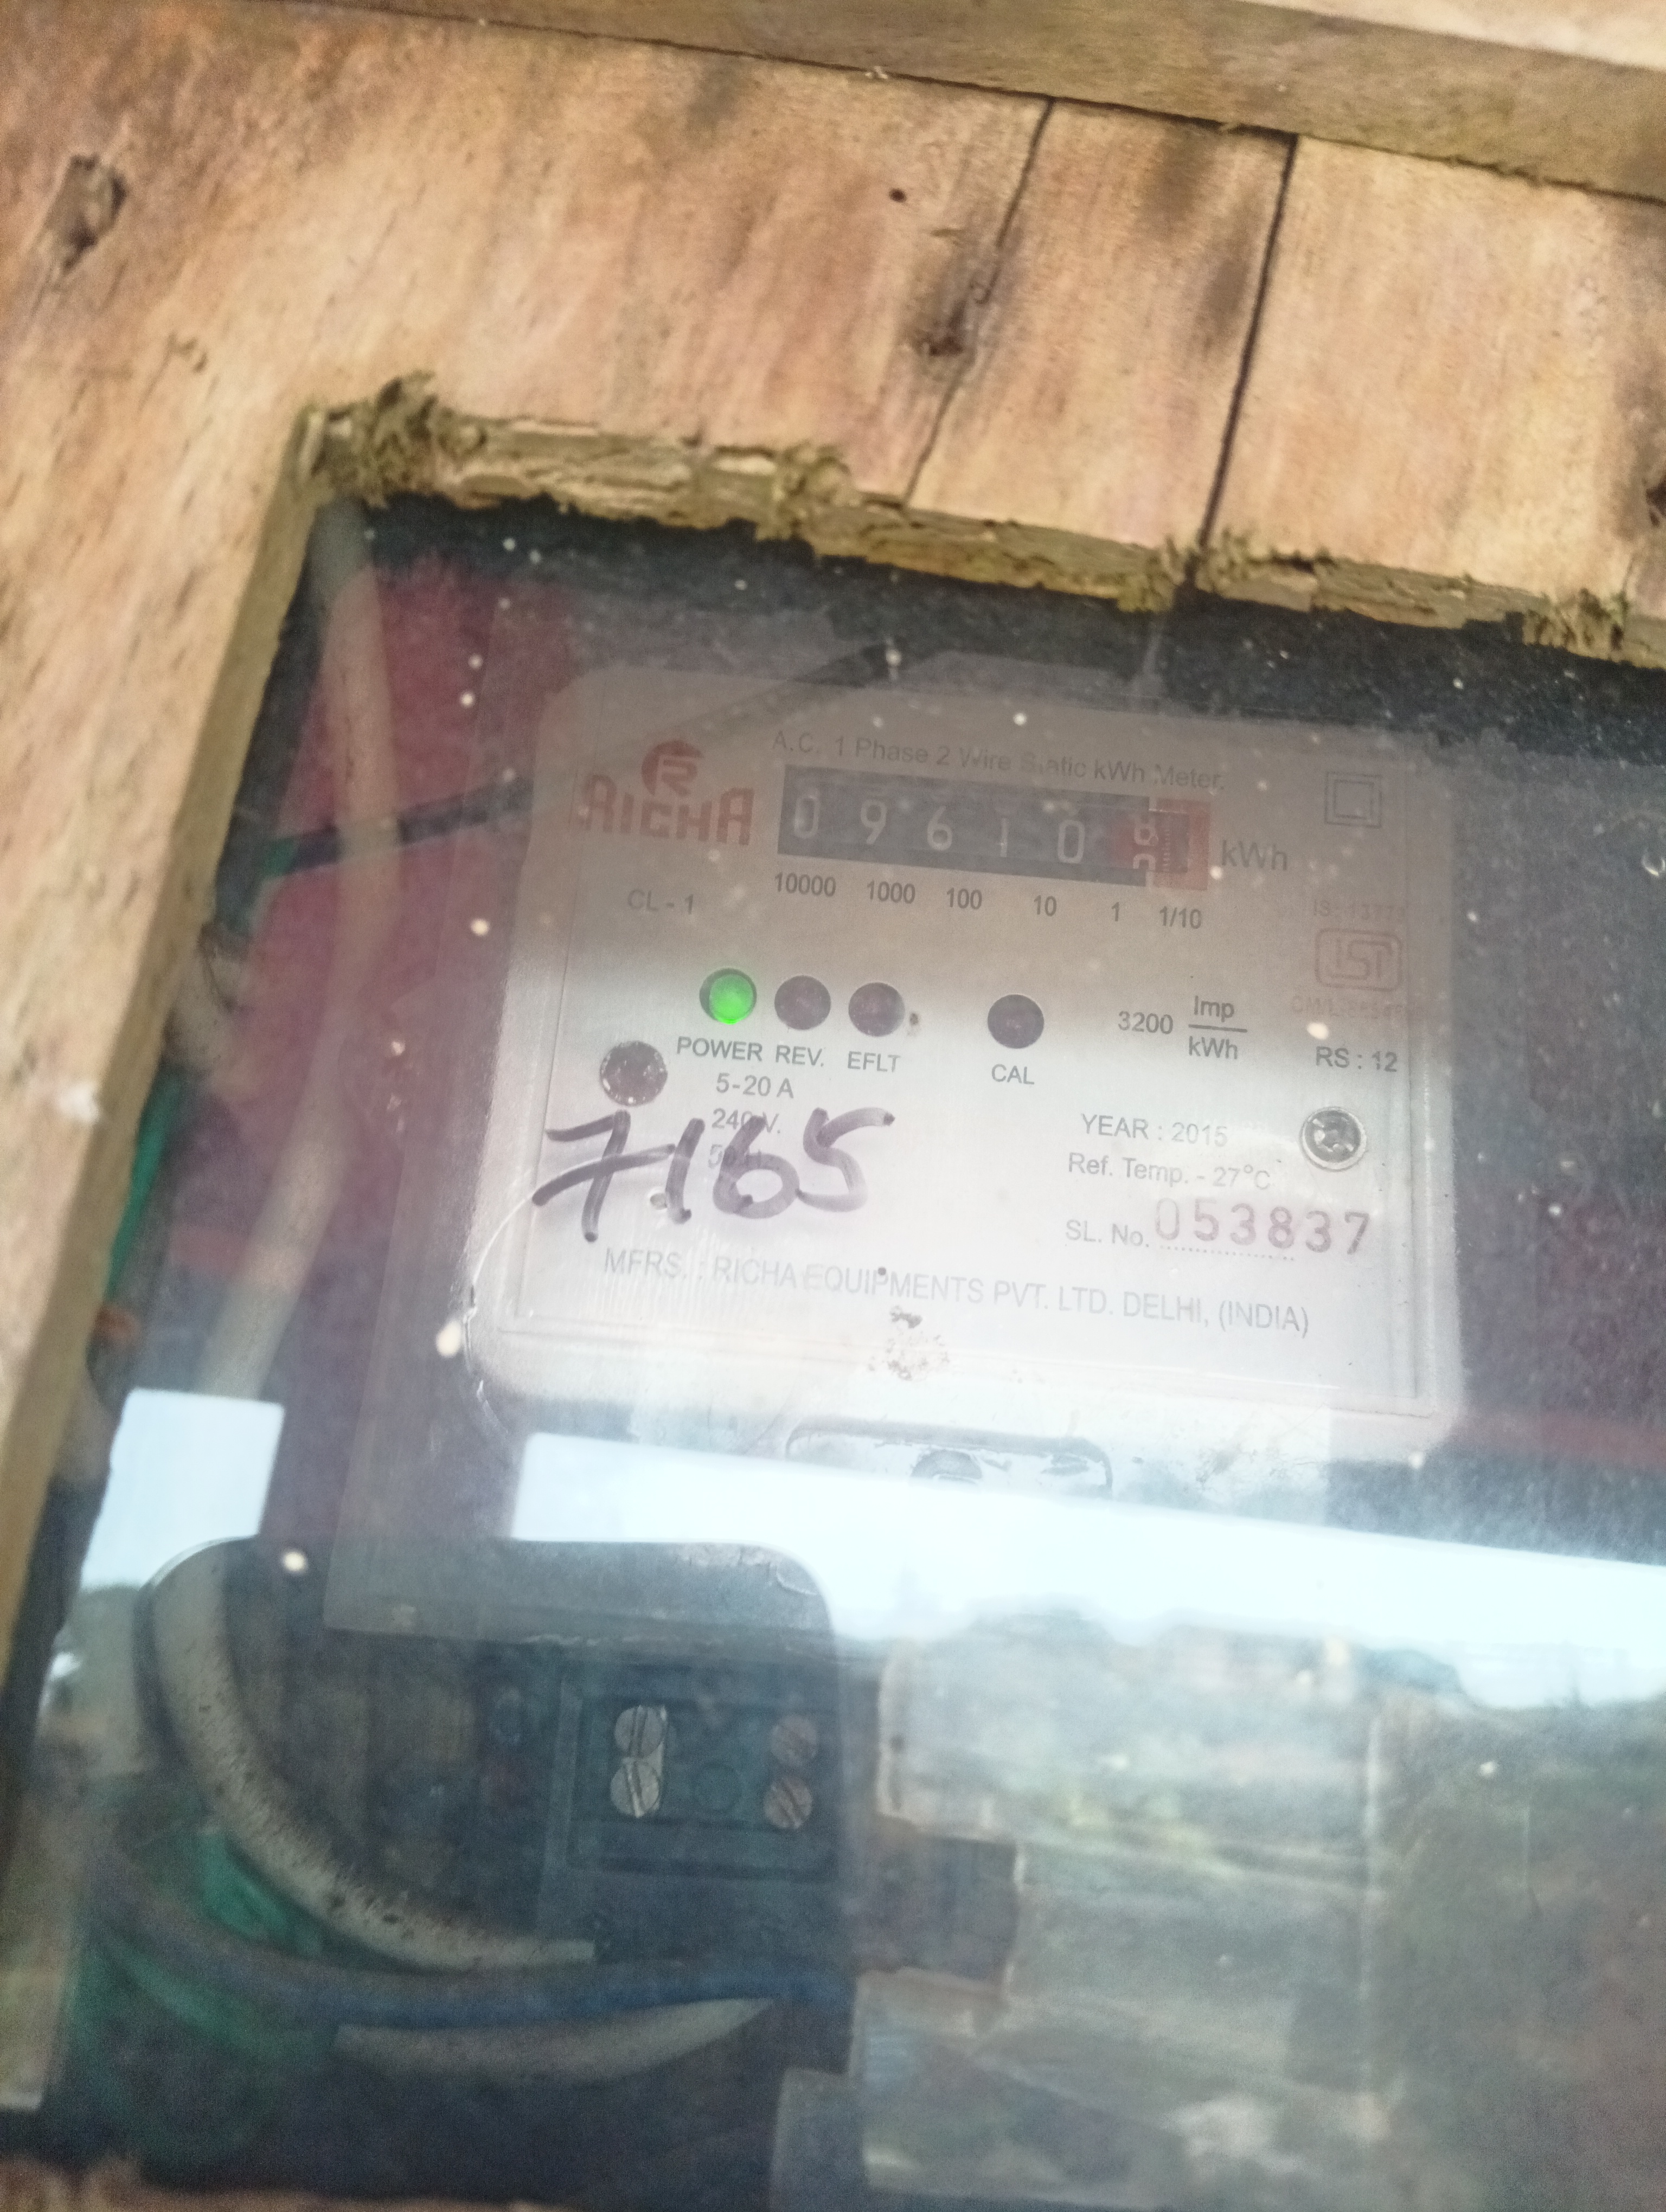 A.C. 1 Phase 2 Wire Static kWh Meter.
RICHA
0 9 6 1 0 kWh
10000 1000 100 10 1 1/10
CL - 1
3200 Imp
kWh
POWER REV. EFLT CAL
RS : 12
5-20 A
240 V.
7165
YEAR : 2015
Ref. Temp. - 27°C
SL. No. 053837
MFRS. : RICHA EQUIPMENTS PVT. LTD. DELHI, (INDIA)